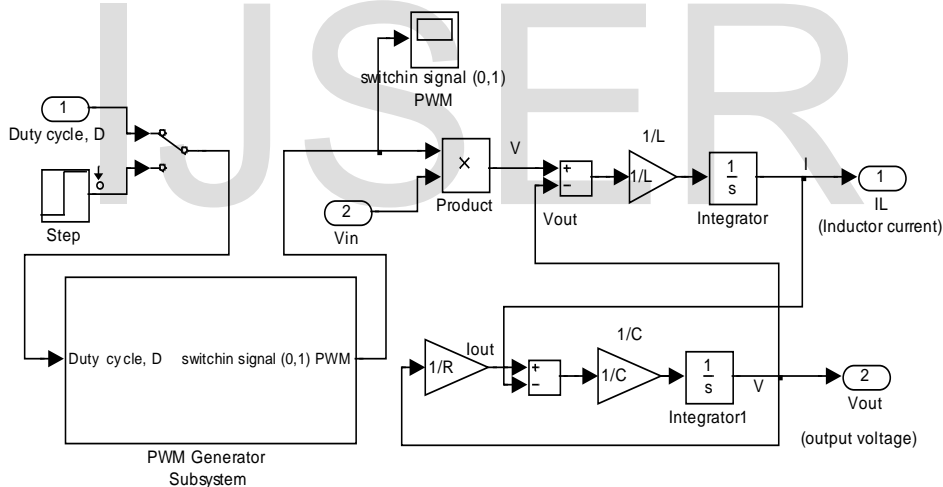 IJSER
switchin signal (0,1)
PWM
1
Duty cycle, D
Step
2
Vin
×
Product
V
+
−
Vout
1/L
1/L
1
s
Integrator
I
1
IL
(Inductor current)
Duty cycle, D
switchin signal (0,1) PWM
PWM Generator
Subsystem
1/R
Iout
+
−
1/C
1/C
1
s
Integrator1
V
2
Vout
(output voltage)